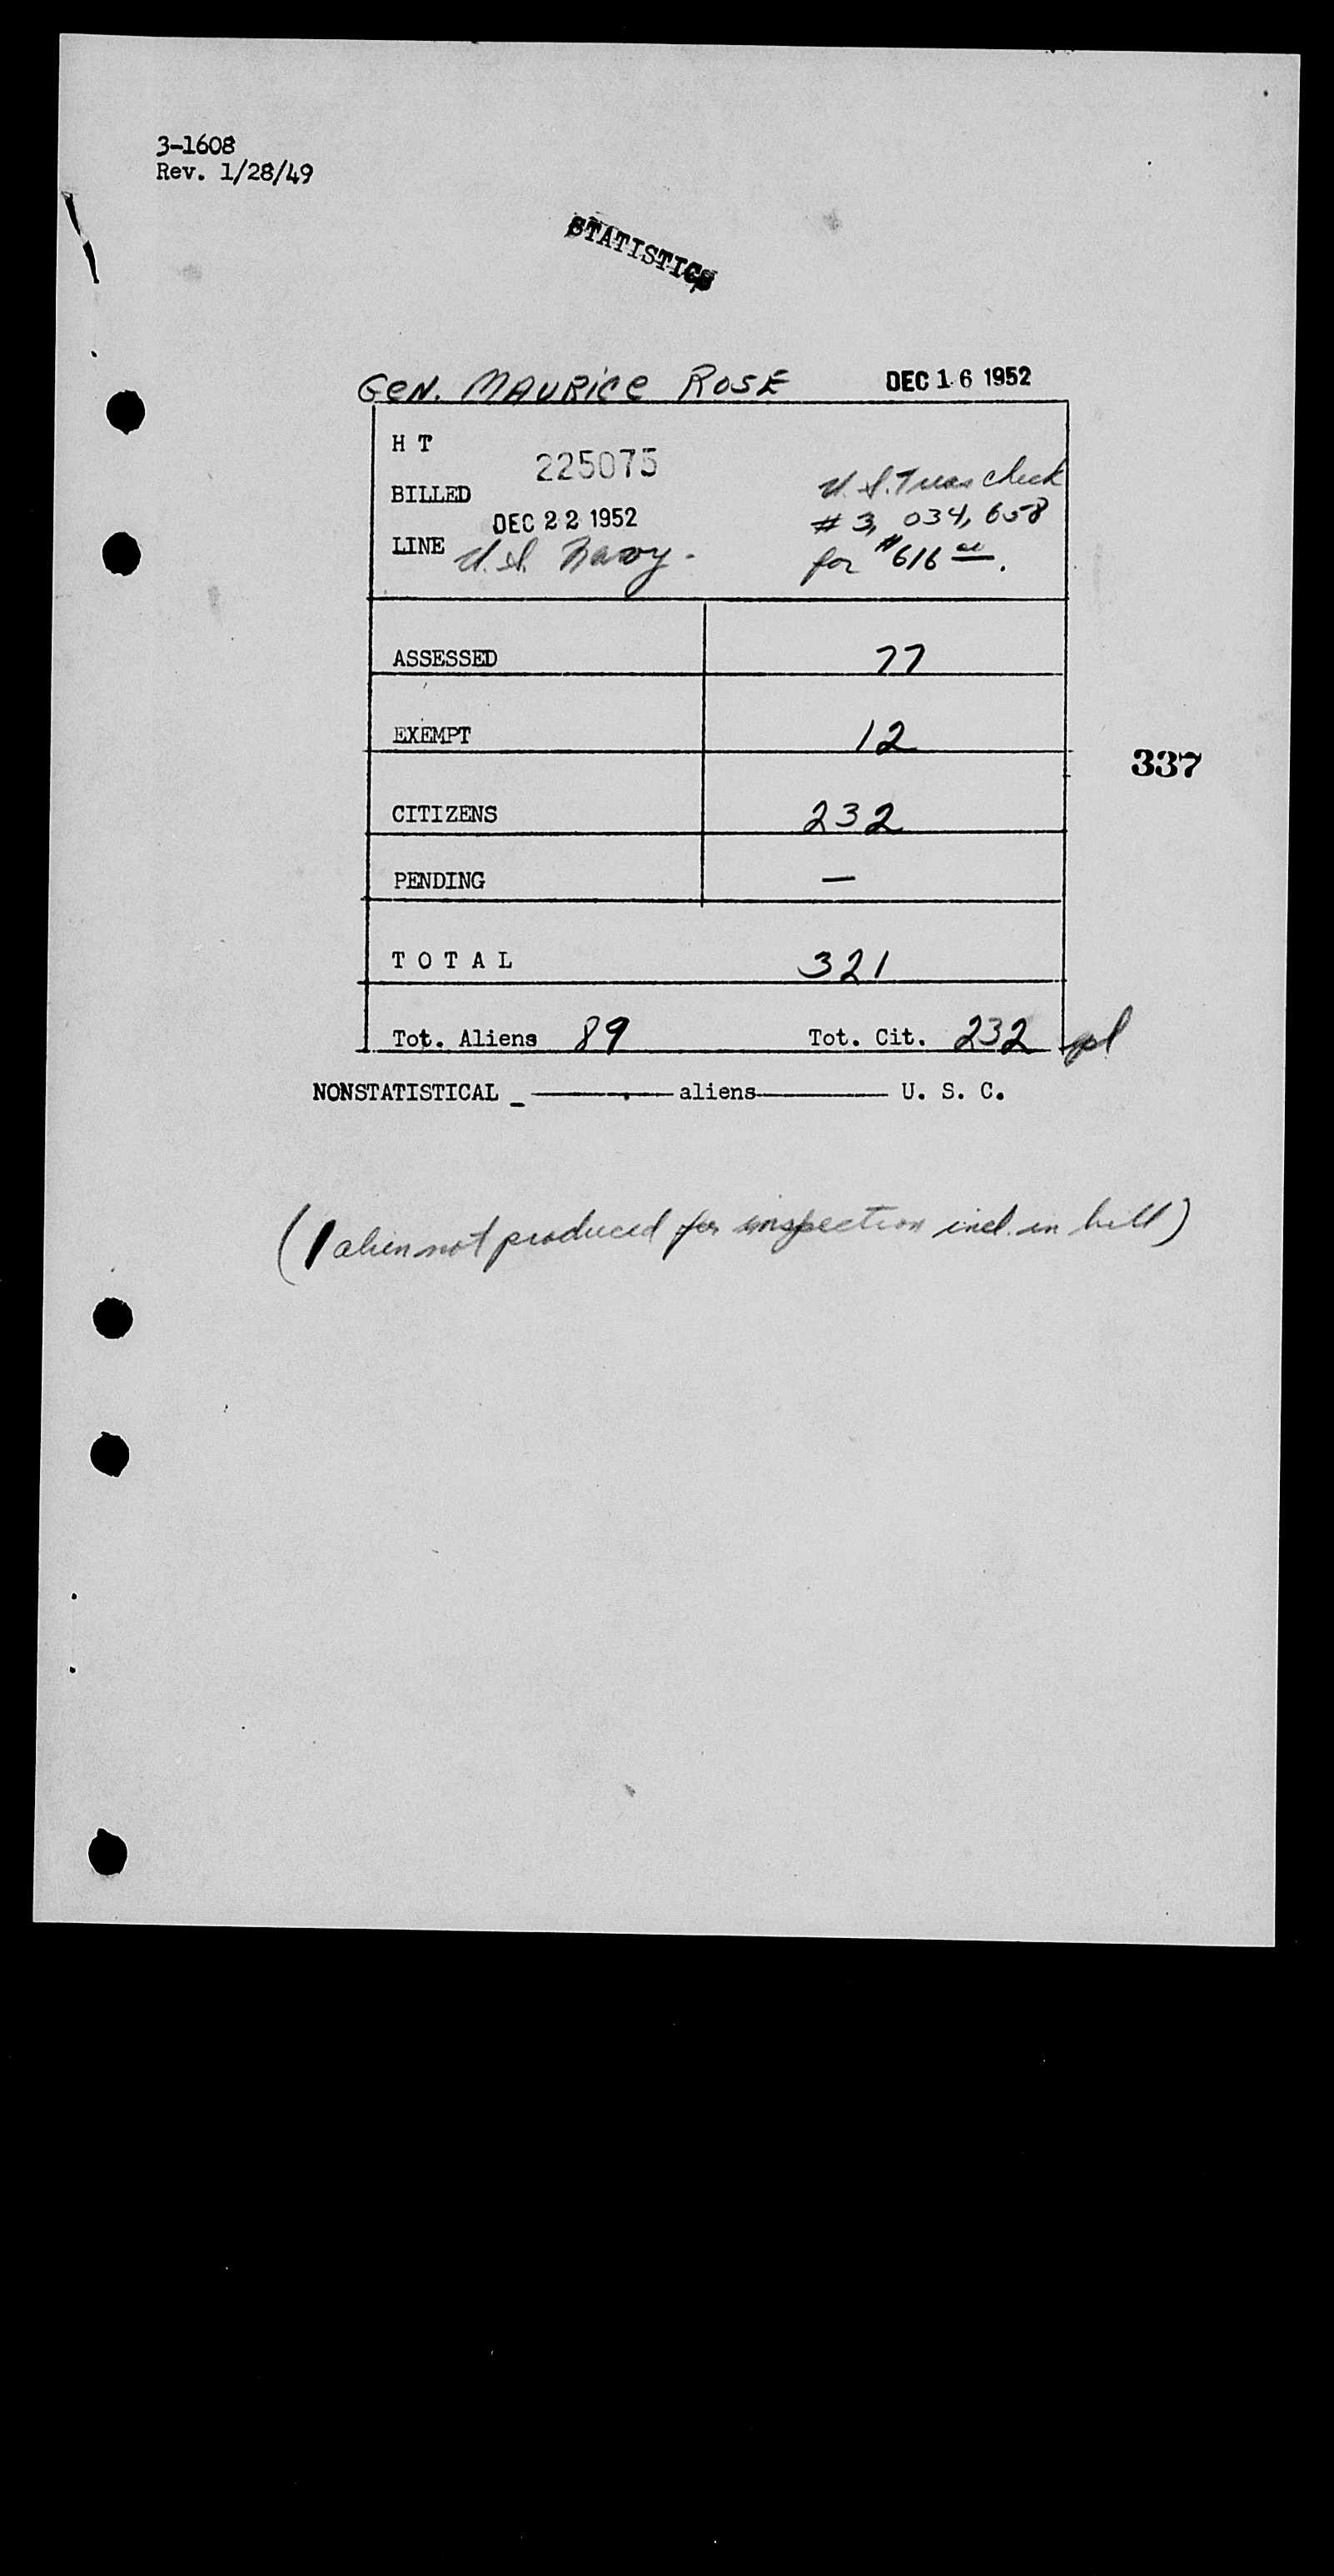 3-1608
Rev. 1/28/49
STATISTICS
GEN. MAURICE ROSE DEC 16 1952
H T
225075
BILLED
DEC 22 1952
LINE U.S. Navy.
U.S. Treas check
# 3,034,658
for $616 00.
ASSESSED 77
EXEMPT 12
337
CITIZENS 232
PENDING —
T O T A L 321
Tot. Aliens 89 Tot. Cit. 232
NONSTATISTICAL _ ———.—— aliens——— U. S. C.
(1 alien not produced for inspection incl. in bill)